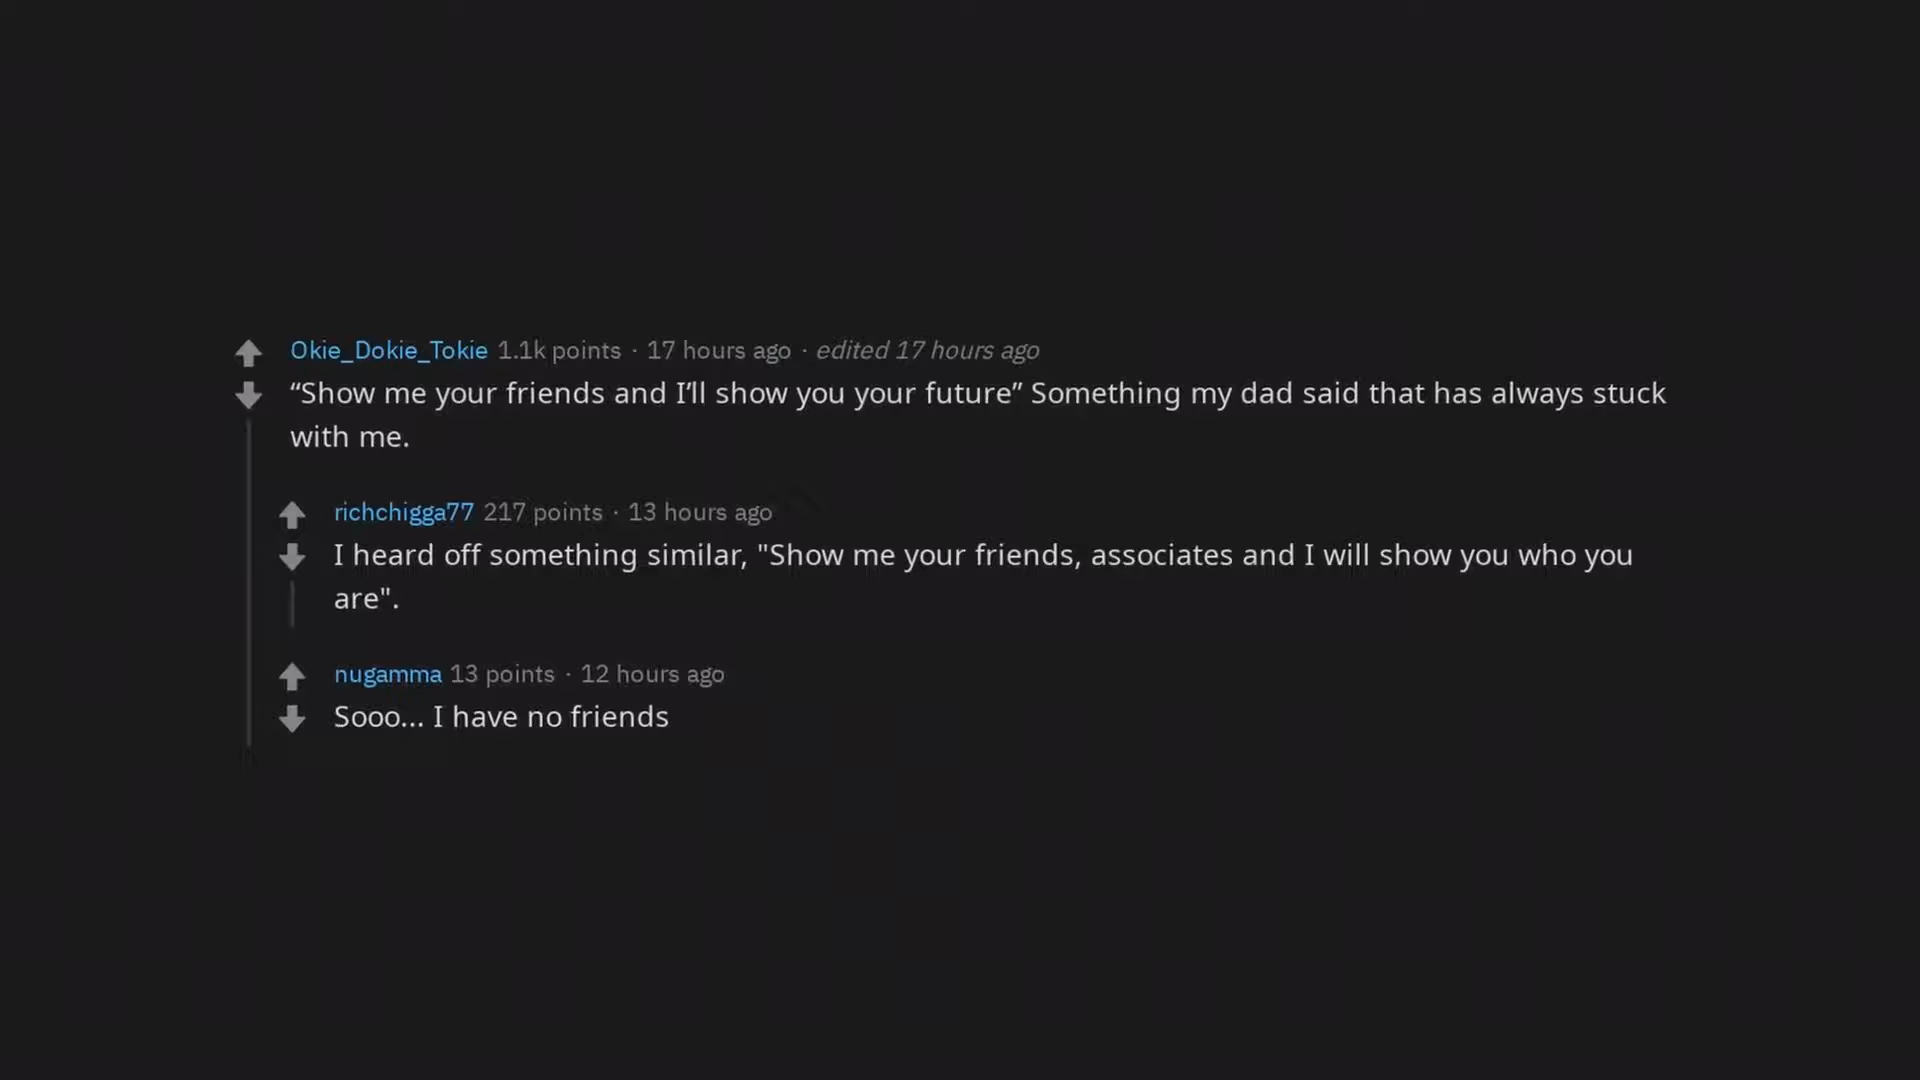 Okie_Dokie_Tokie 1.1k points · 17 hours ago · edited 17 hours ago
“Show me your friends and I’ll show you your future” Something my dad said that has always stuck
with me.
richchigga77 217 points · 13 hours ago
I heard off something similar, "Show me your friends, associates and I will show you who you
are".
nugamma 13 points · 12 hours ago
Sooo... I have no friends